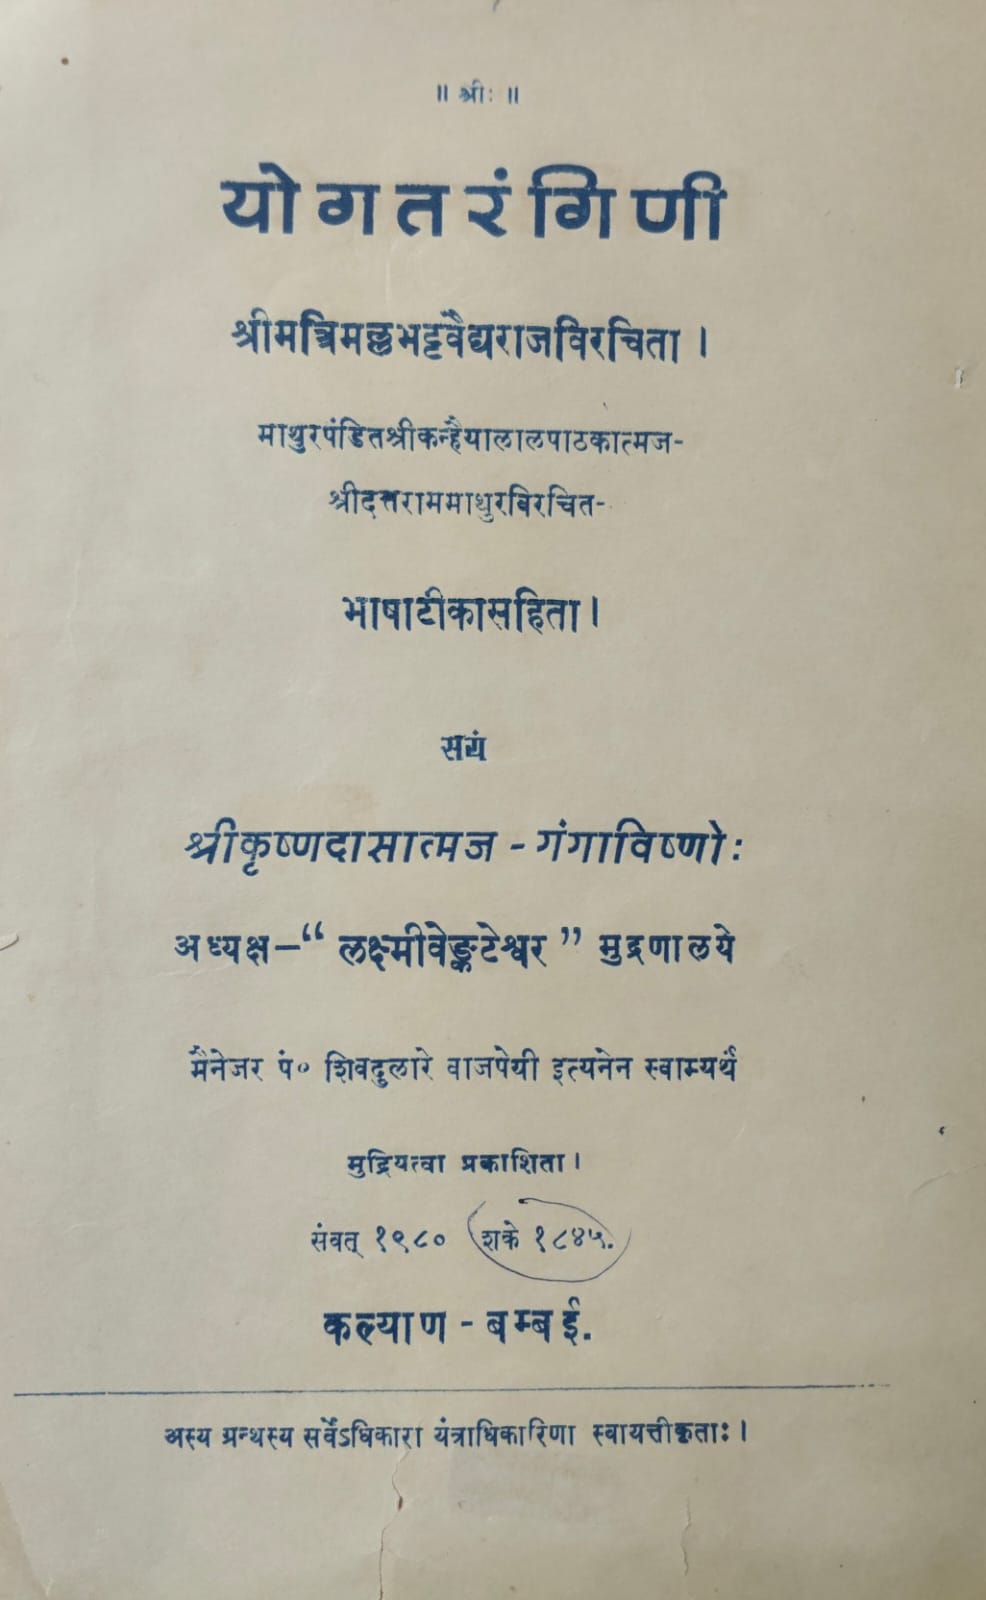 ॥ श्रीः ॥
योगतरंगिणी
श्रीमन्त्रिमल्लभट्टवैद्यराजविरचिता ।
माथुरपंडितश्रीकन्हैयालालपाठकात्मज-
श्रीदत्तराममाथुरविरचित-
भाषाटीकासहिता ।
सेयं
श्रीकृष्णदासात्मज - गंगाविष्णोः
अध्यक्ष–“ लक्ष्मीवेङ्कटेश्वर ” मुद्रणालये
मैनेजर पं० शिवदुलारे वाजपेयी इत्यनेन स्वाम्यर्थं
मुद्रियत्वा प्रकाशिता ।
संवत् १९८० शके १८४५.
कल्याण - बम्बई.
अस्य ग्रन्थस्य सर्वेऽधिकारा यंत्राधिकारिणा स्वायत्तीकृताः ।